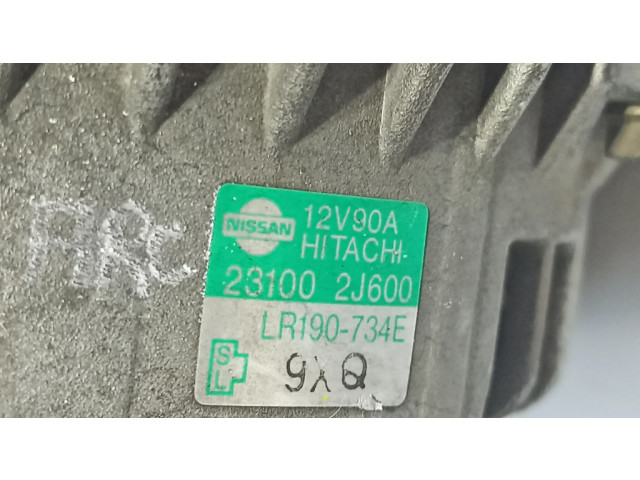 NISSAN
12V90A
HITACHI
23100 2J600
LR190-734E
S
L
9XQ